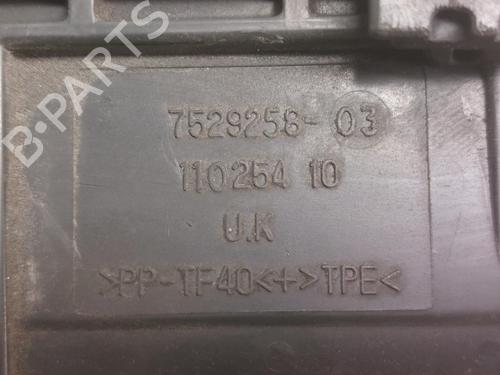 7529258-03
110254 10
U.K
>PP-TF40<+>TPE<
B-PARTS